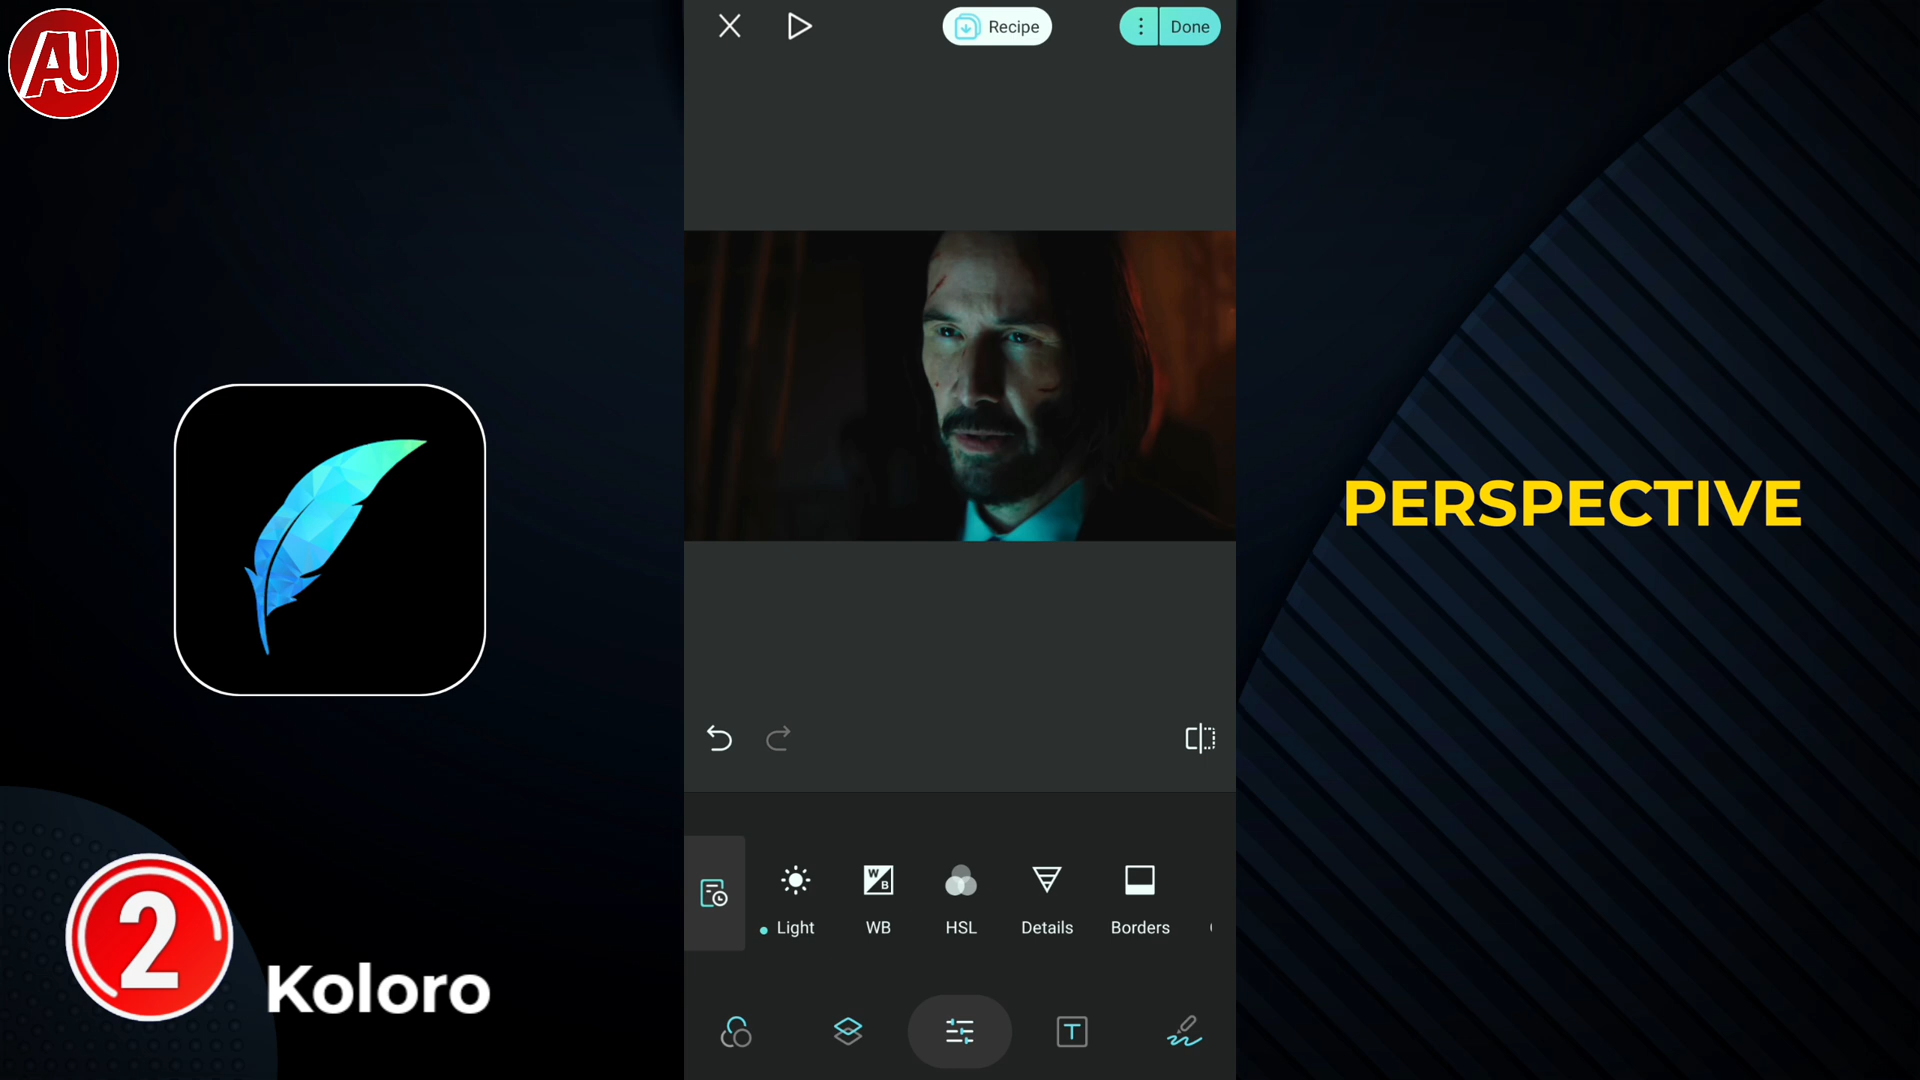 AU
Recipe
Done
PERSPECTIVE
W
B
Light
WB
HSL
Details
Borders
2
Koloro
T